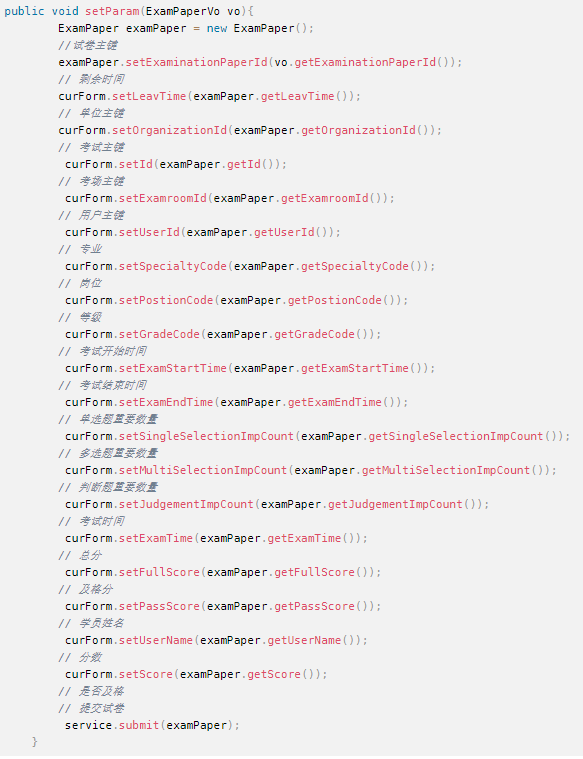 public void setParam(ExamPaperVo vo){
ExamPaper examPaper = new ExamPaper();
//试卷主键
examPaper.setExaminationPaperId(vo.getExaminationPaperId());
// 剩余时间
curForm.setLeavTime(examPaper.getLeavTime());
// 单位主键
curForm.setOrganizationId(examPaper.getOrganizationId());
// 考试主键
curForm.setId(examPaper.getId());
// 考场主键
curForm.setExamroomId(examPaper.getExamroomId());
// 用户主键
curForm.setUserId(examPaper.getUserId());
// 专业
curForm.setSpecialtyCode(examPaper.getSpecialtyCode());
// 岗位
curForm.setPostionCode(examPaper.getPostionCode());
// 等级
curForm.setGradeCode(examPaper.getGradeCode());
// 考试开始时间
curForm.setExamStartTime(examPaper.getExamStartTime());
// 考试结束时间
curForm.setExamEndTime(examPaper.getExamEndTime());
// 单选题重要数量
curForm.setSingleSelectionImpCount(examPaper.getSingleSelectionImpCount());
// 多选题重要数量
curForm.setMultiSelectionImpCount(examPaper.getMultiSelectionImpCount());
// 判断题重要数量
curForm.setJudgementImpCount(examPaper.getJudgementImpCount());
// 考试时间
curForm.setExamTime(examPaper.getExamTime());
// 总分
curForm.setFullScore(examPaper.getFullScore());
// 及格分
curForm.setPassScore(examPaper.getPassScore());
// 学员姓名
curForm.setUserName(examPaper.getUserName());
// 分数
curForm.setScore(examPaper.getScore());
// 是否及格
// 提交试卷
service.submit(examPaper);
}